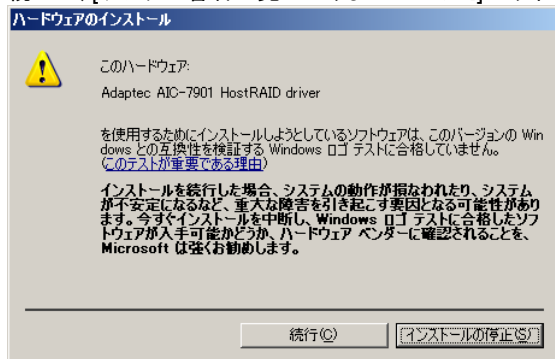 ハードウェアのインストール
このハードウェア:
Adaptec AIC-7901 HostRAID driver
を使用するためにインストールしようとしているソフトウェアは、このバージョンの Win
dows との互換性を検証する Windows ロゴ テストに合格していません。
(このテストが重要である理由)
インストールを続行した場合、システムの動作が損なわれたり、システム
が不安定になるなど、重大な障害を引き起こす要因となる可能性があり
ます。今すぐインストールを中断し、Windows ロゴ テストに合格したソフ
トウェアが入手可能かどうか、ハードウェア ベンダーに確認されることを、
Microsoft は強くお勧めします。
続行(C)
インストールの停止(S)